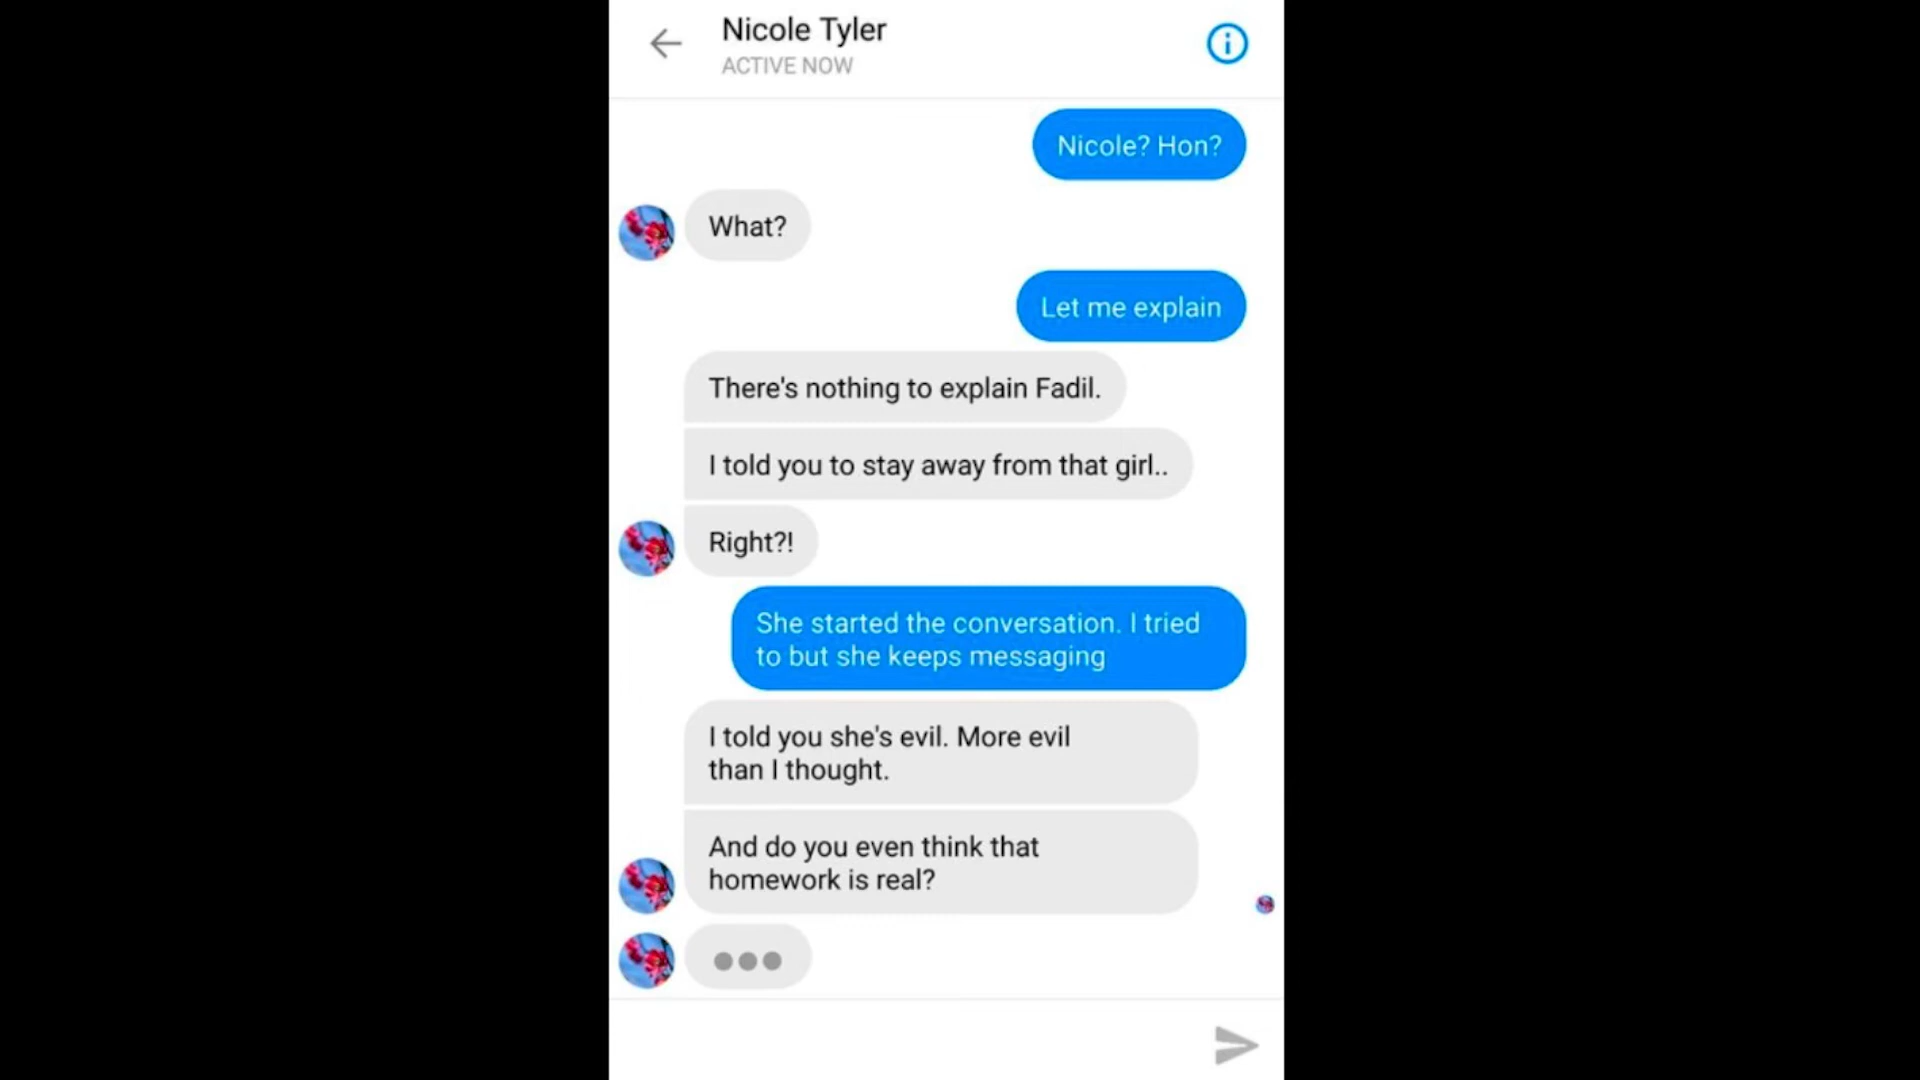 Nicole Tyler
ACTIVE NOW
Nicole? Hon?
What?
Let me explain
There's nothing to explain Fadil.
I told you to stay away from that girl..
Right?!
She started the conversation. I tried
to but she keeps messaging
I told you she's evil. More evil
than I thought.
And do you even think that
homework is real?